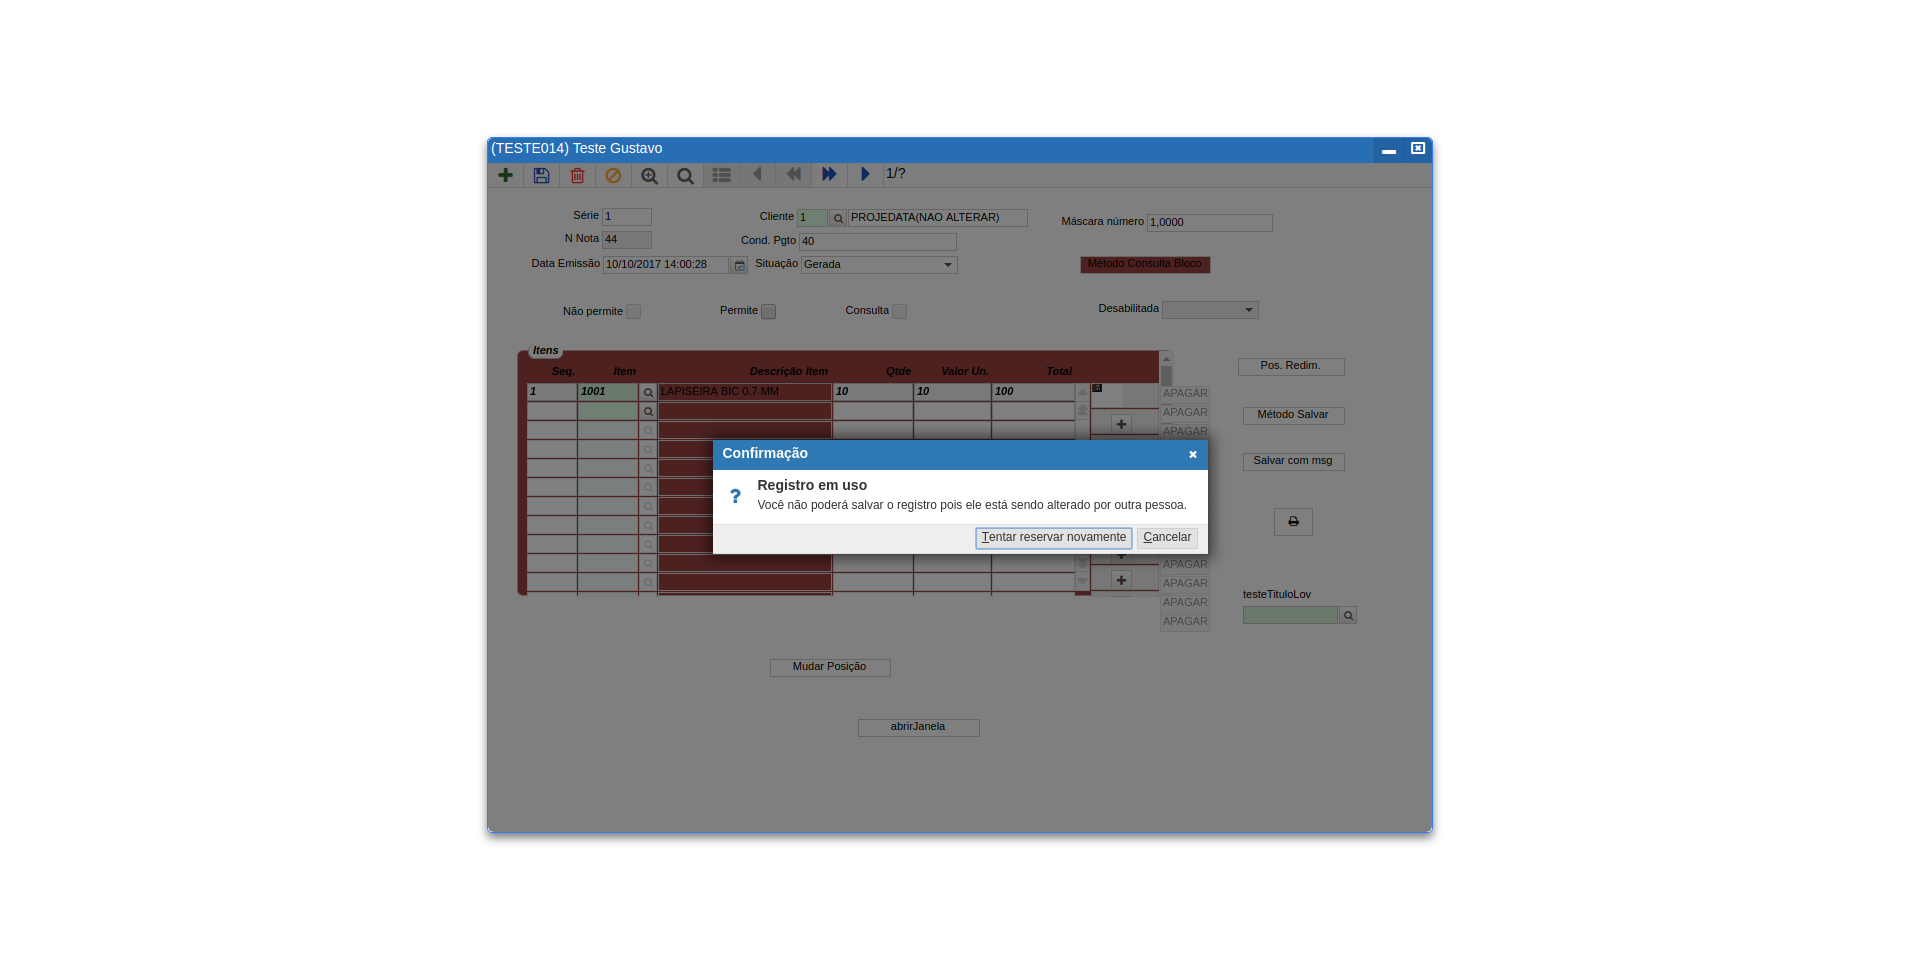 (TESTE014) Teste Gustavo
1/?
Série 1
Cliente 1 PROJEDATA(NAO ALTERAR)
Máscara número 1,0000
N Nota 44
Cond. Pgto 40
Data Emissão 10/10/2017 14:00:28
Situação Gerada
Método Consulta Bloco
Não permite
Permite
Consulta
Desabilitada
Itens
Seq. Item Descrição Item Qtde Valor Un. Total
1 1001 LAPISEIRA BIC 0.7 MM 10 10 100
APAGAR
APAGAR
APAGAR
Pos. Redim.
Método Salvar
Salvar com msg
Confirmação
Registro em uso
Você não poderá salvar o registro pois ele está sendo alterado por outra pessoa.
Tentar reservar novamente
Cancelar
APAGAR
APAGAR
APAGAR
APAGAR
testeTituloLov
Mudar Posição
abrirJanela